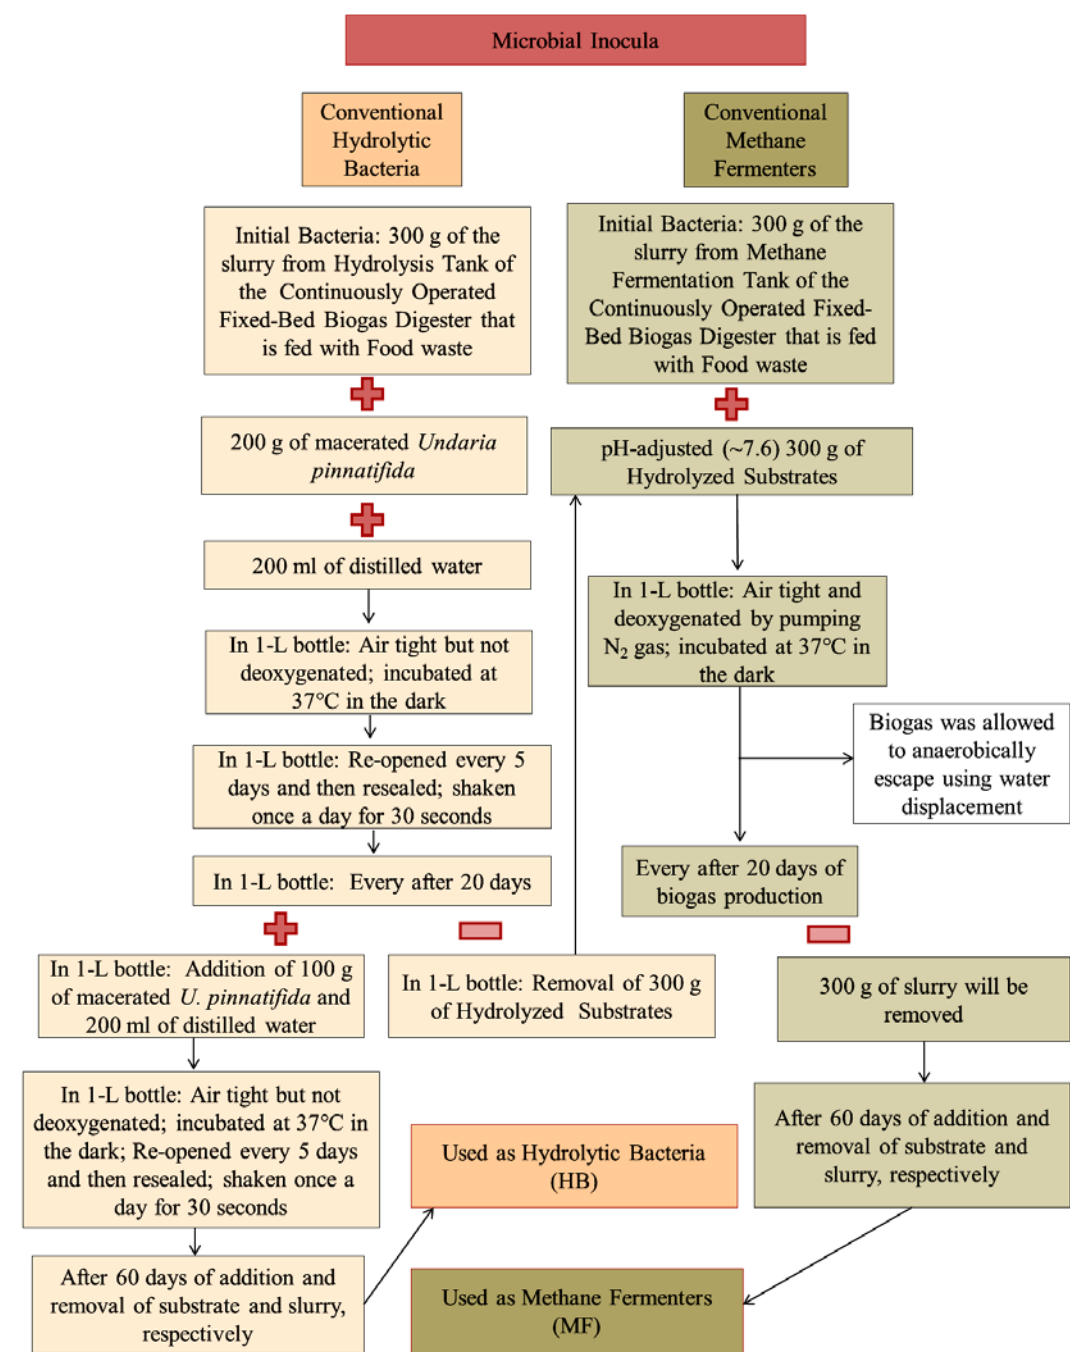 Microbial Inocula
Conventional
Hydrolytic
Bacteria
Conventional
Methane
Fermenters
Initial Bacteria: 300 g of the
slurry from Hydrolysis Tank of
the Continuously Operated
Fixed-Bed Biogas Digester that
is fed with Food waste
Initial Bacteria: 300 g of the
slurry from Methane
Fermentation Tank of the
Continuously Operated Fixed-
Bed Biogas Digester that is fed
with Food waste
200 g of macerated Undaria
pinnatifida
pH-adjusted (~7.6) 300 g of
Hydrolyzed Substrates
200 ml of distilled water
In 1-L bottle: Air tight and
deoxygenated by pumping
N₂ gas; incubated at 37℃ in
the dark
In 1-L bottle: Air tight but not
deoxygenated; incubated at
37℃ in the dark
Biogas was allowed
to anaerobically
escape using water
displacement
In 1-L bottle: Re-opened every 5
days and then resealed; shaken
once a day for 30 seconds
Every after 20 days of
biogas production
In 1-L bottle: Every after 20 days
In 1-L bottle: Addition of 100 g
of macerated U. pinnatifida and
200 ml of distilled water
In 1-L bottle: Removal of 300 g
of Hydrolyzed Substrates
300 g of slurry will be
removed
In 1-L bottle: Air tight but not
deoxygenated; incubated at 37℃ in
the dark; Re-opened every 5 days
and then resealed; shaken once a
day for 30 seconds
After 60 days of addition and
removal of substrate and
slurry, respectively
Used as Hydrolytic Bacteria
(HB)
After 60 days of addition and
removal of substrate and slurry,
respectively
Used as Methane Fermenters
(MF)